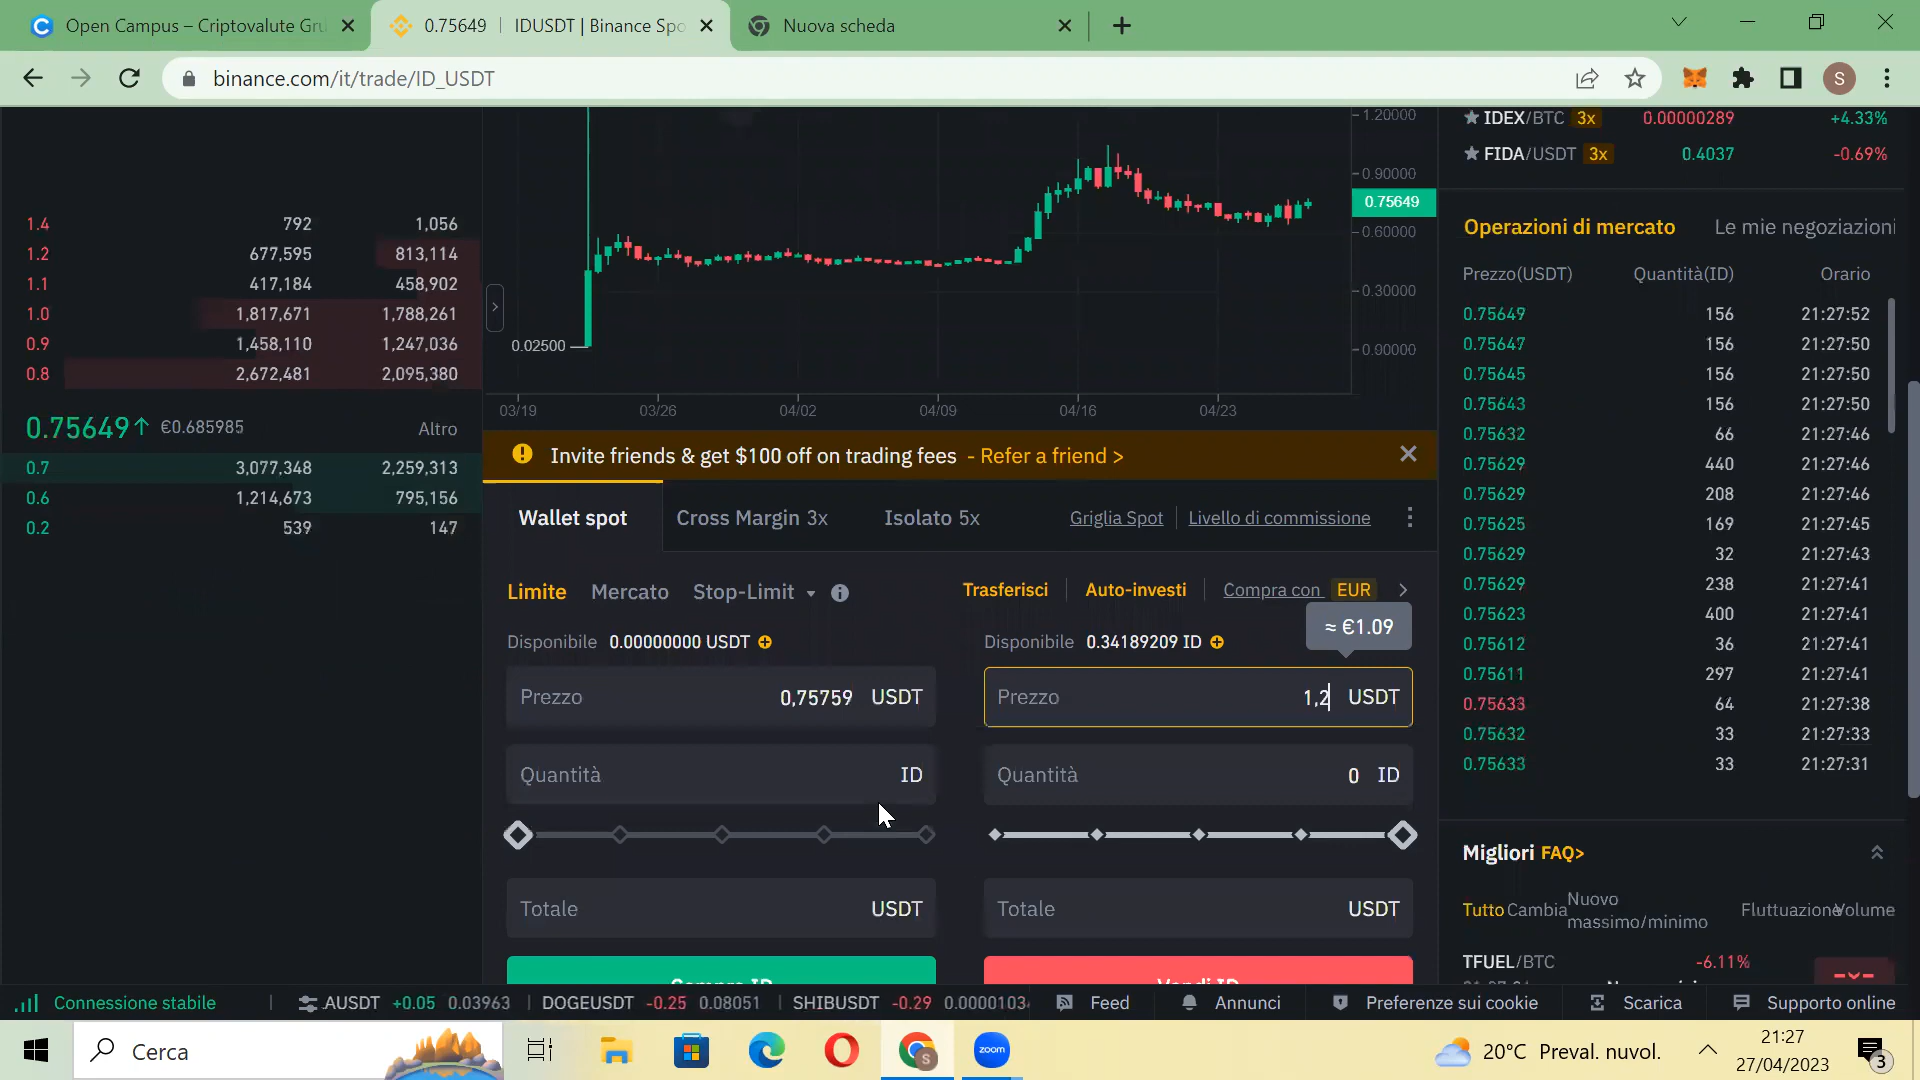 Open Campus – Criptovalute Gru
0.75649 | IDUSDT | Binance Spo
Nuova scheda
binance.com/it/trade/ID_USDT
S
1.4 792 1,056
1.2 677,595 813,114
1.1 417,184 458,902
1.0 1,817,671 1,788,261
0.9 1,458,110 1,247,036
0.8 2,672,481 2,095,380
0.75649↑ €0.685985 Altro
0.7 3,077,348 2,259,313
0.6 1,214,673 795,156
0.2 539 147
1.20000
0.90000
0.75649
0.60000
0.30000
0.02500
0.90000
03/19 03/26 04/02 04/09 04/16 04/23
Invite friends & get $100 off on trading fees - Refer a friend >
Wallet spot Cross Margin 3x Isolato 5x Griglia Spot Livello di commissione
Limite Mercato Stop-Limit Trasferisci Auto-investi Compra con EUR
≈ €1.09
Disponibile 0.00000000 USDT Disponibile 0.34189209 ID
Prezzo 0,75759 USDT Prezzo 1,2 USDT
Quantità ID Quantità 0 ID
Totale USDT Totale USDT
Compra ID Vendi ID
IDEX/BTC 3x 0.00000289 +4.33%
FIDA/USDT 3x 0.4037 -0.69%
Operazioni di mercato Le mie negoziazioni
Prezzo(USDT) Quantità(ID) Orario
0.75649 156 21:27:52
0.75647 156 21:27:50
0.75645 156 21:27:50
0.75643 156 21:27:50
0.75632 66 21:27:46
0.75629 440 21:27:46
0.75629 208 21:27:46
0.75625 169 21:27:45
0.75629 32 21:27:43
0.75629 238 21:27:41
0.75623 400 21:27:41
0.75612 36 21:27:41
0.75611 297 21:27:41
0.75633 64 21:27:38
0.75632 33 21:27:33
0.75633 33 21:27:31
Migliori FAQ>
Tutto Cambia Nuovo massimo/minimo Fluttuazione Volume
TFUEL/BTC -6.11%
Connessione stabile AUSDT +0.05 0.03963 DOGEUSDT -0.25 0.08051 SHIBUSDT -0.29 0.0000103 Feed Annunci Preferenze sui cookie Scarica Supporto online
Cerca
zoom
20°C Preval. nuvol.
21:27
27/04/2023
3